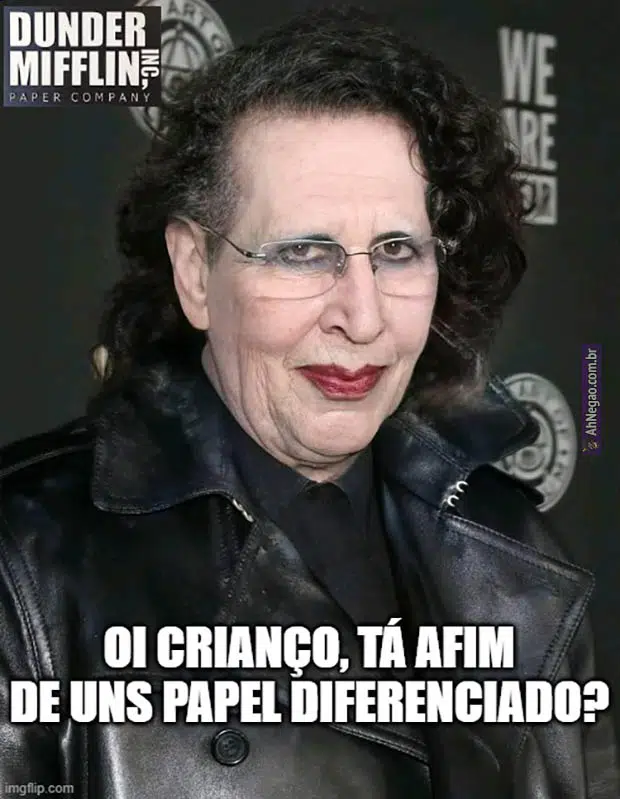 DUNDER
MIFFLIN INC,
PAPER COMPANY
ART O
WE
ARE
AhNegao.com.br
OI CRIANÇO, TÁ AFIM
DE UNS PAPEL DIFERENCIADO?
imgflip.com